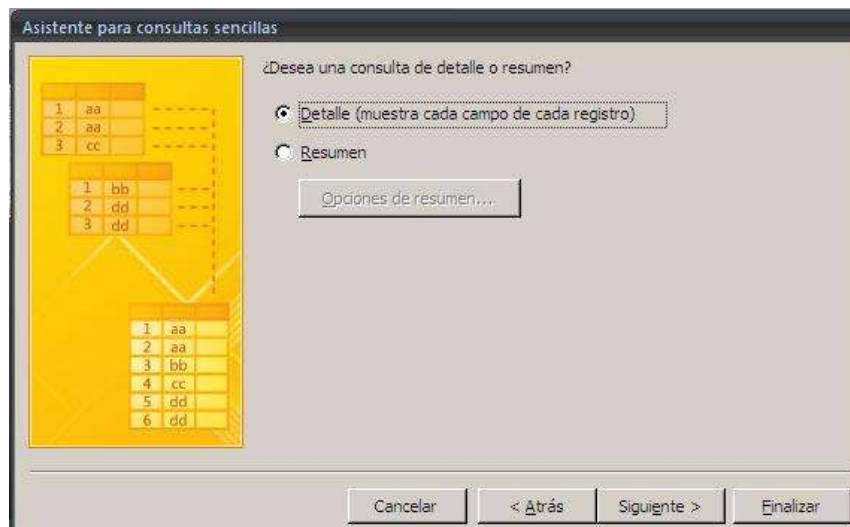 Asistente para consultas sencillas
¿Desea una consulta de detalle o resumen?
Detalle (muestra cada campo de cada registro)
Resumen
Opciones de resumen...
1 aa
2 aa
3 cc
1 bb
2 dd
3 dd
1 aa
2 aa
3 bb
4 cc
5 dd
6 dd
Cancelar
< Atrás
Siguiente >
Finalizar